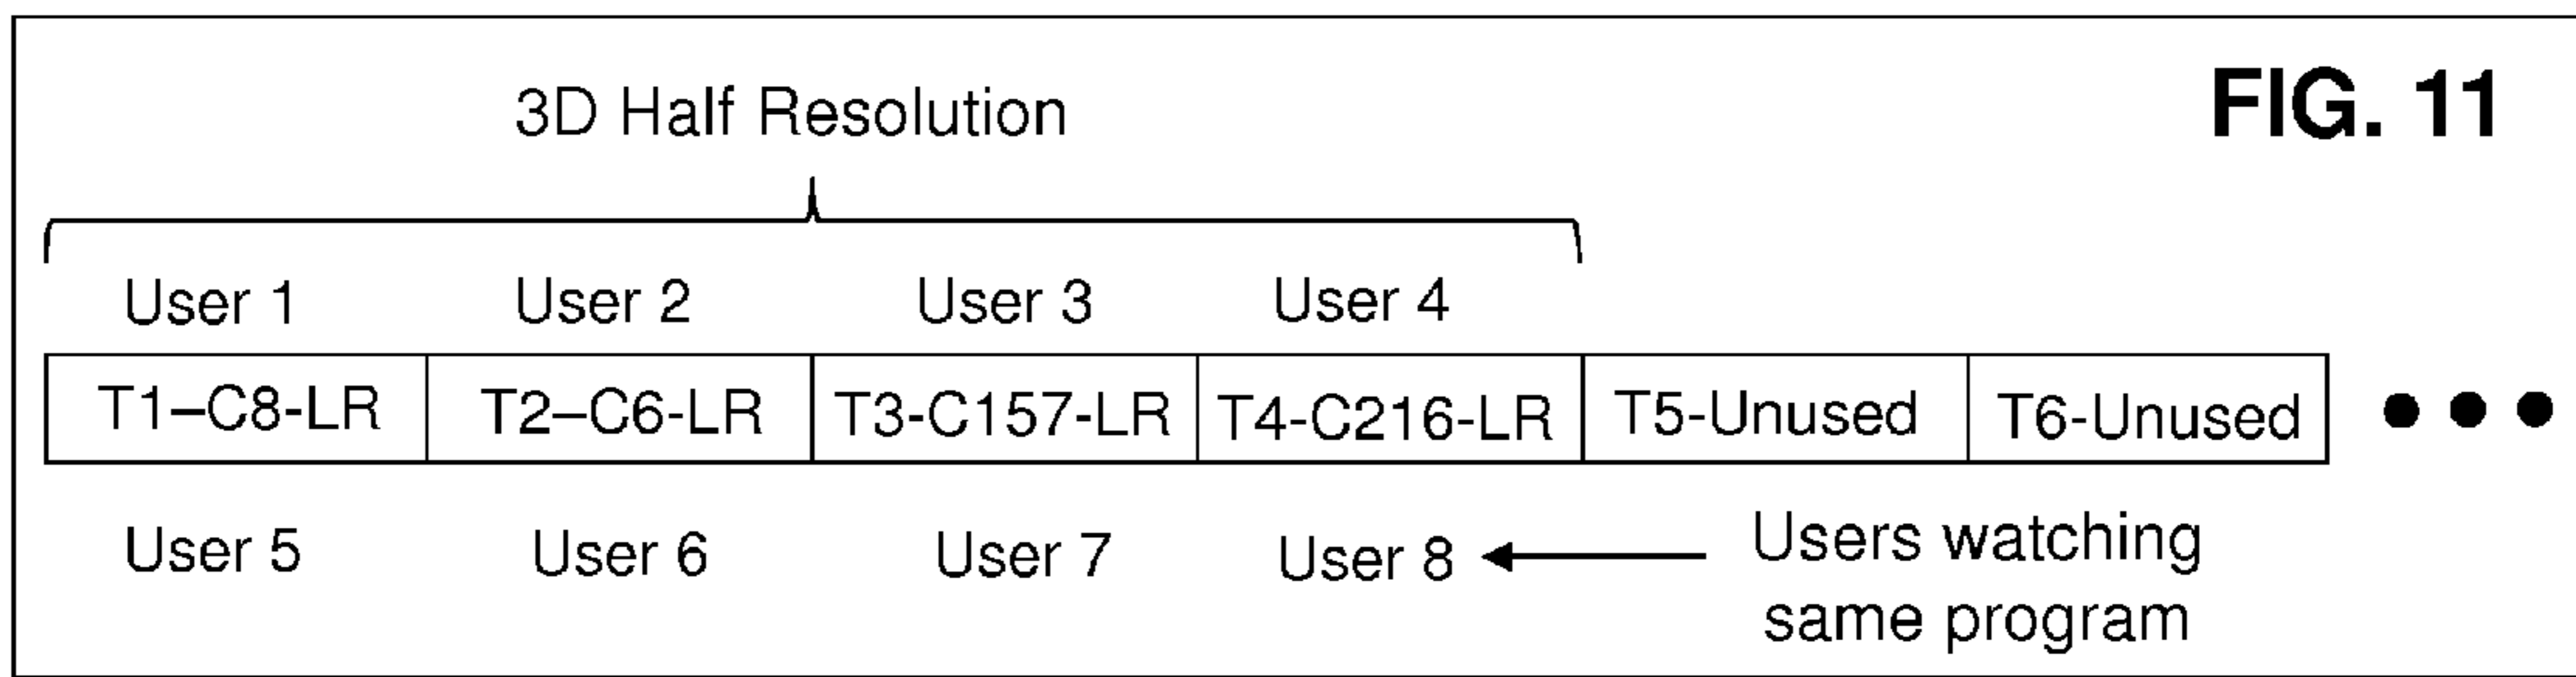 FIG. 11
3D Half Resolution
User 1 User 2 User 3 User 4
T1–C8-LR T2–C6-LR T3-C157-LR T4-C216-LR T5-Unused T6-Unused
User 5 User 6 User 7 User 8 Users watching
same program